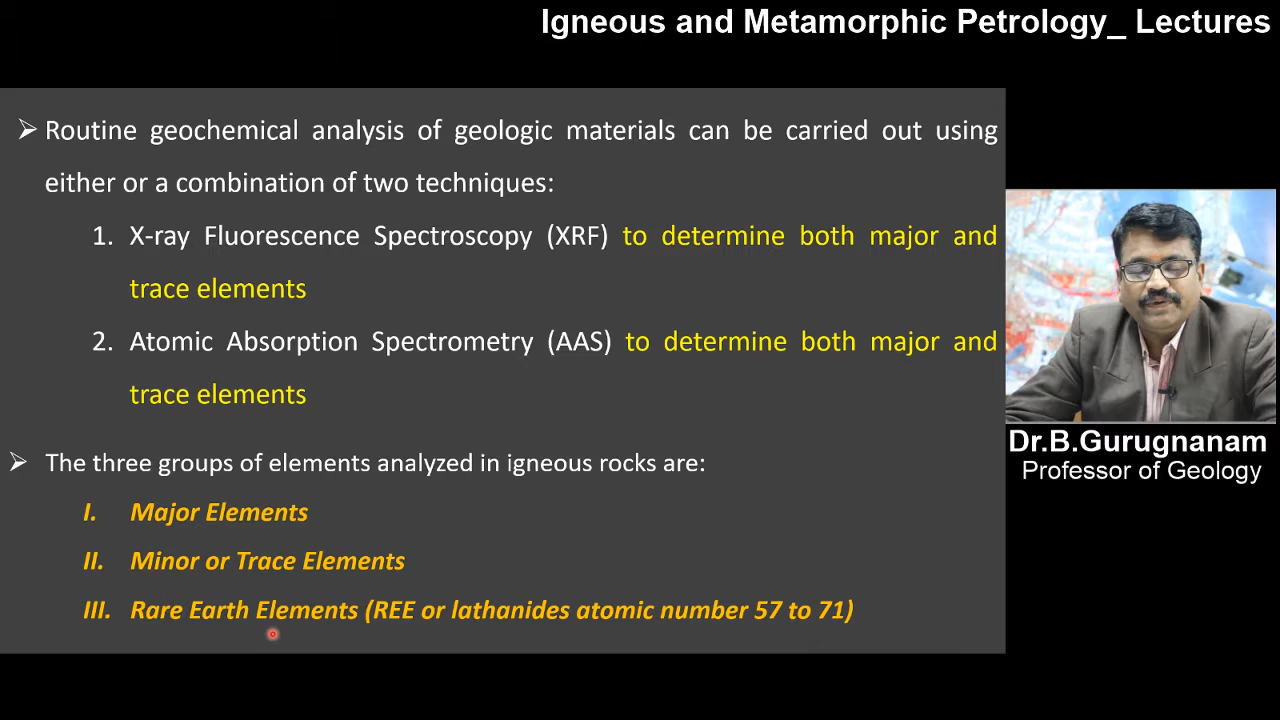 Igneous and Metamorphic Petrology_ Lectures
➢ Routine geochemical analysis of geologic materials can be carried out using
either or a combination of two techniques:
1. X-ray Fluorescence Spectroscopy (XRF) to determine both major and
trace elements
2. Atomic Absorption Spectrometry (AAS) to determine both major and
trace elements
➢ The three groups of elements analyzed in igneous rocks are:
I. Major Elements
II. Minor or Trace Elements
III. Rare Earth Elements (REE or lathanides atomic number 57 to 71)
Dr.B.Gurugnanam
Professor of Geology